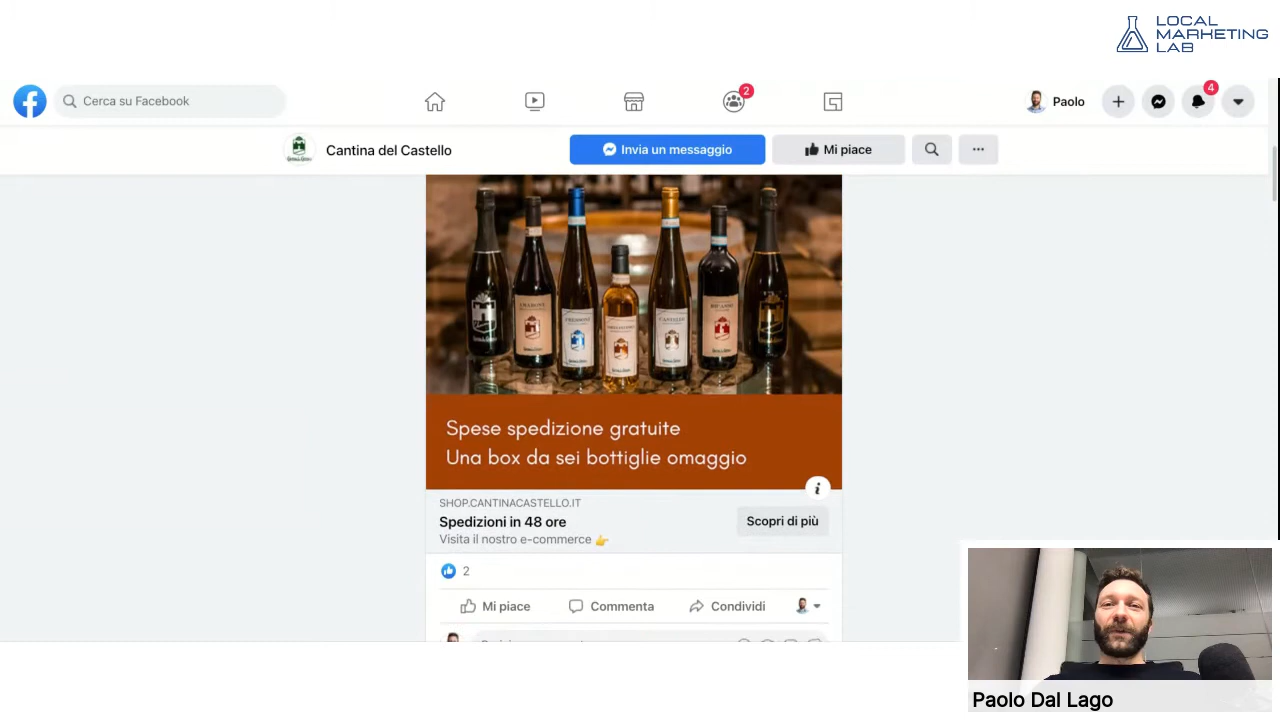 LOCAL
MARKETING
LAB
Cerca su Facebook
2
Paolo
4
Cantina del Castello
Invia un messaggio
Mi piace
Spese spedizione gratuite
Una box da sei bottiglie omaggio
SHOP.CANTINACASTELLO.IT
Spedizioni in 48 ore
Scopri di più
Visita il nostro e-commerce 👉
2
Mi piace
Commenta
Condividi
Paolo Dal Lago